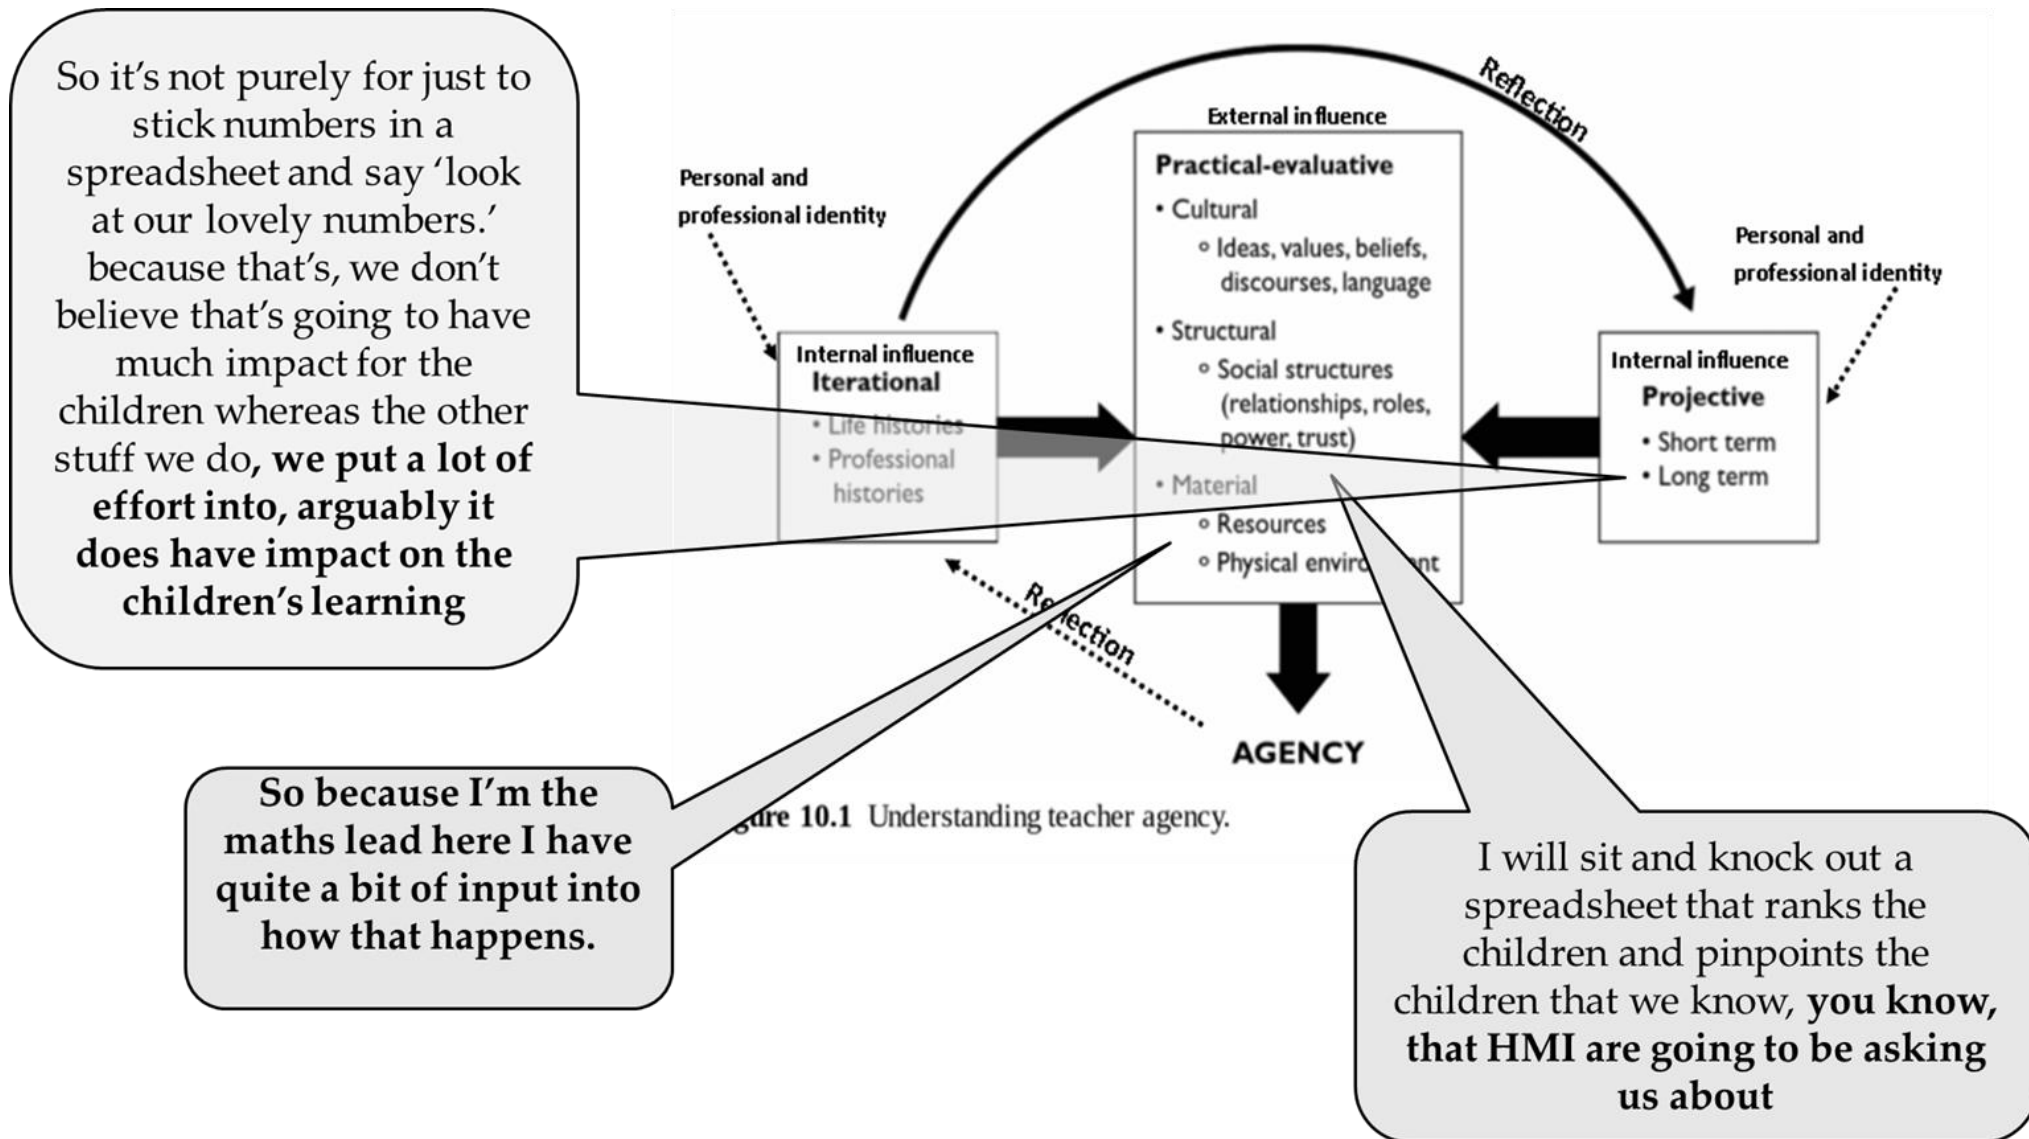 So it's not purely for just to
stick numbers in a
spreadsheet and say 'look
at our lovely numbers.'
because that's, we don't
believe that's going to have
much impact for the
children whereas the other
stuff we do, we put a lot of
effort into, arguably it
does have impact on the
children's learning
Personal and
professional identity
Internal influence
Iterational
• Life histories
• Professional
histories
External influence
Practical-evaluative
• Cultural
Ideas, values, beliefs,
discourses, language
• Structural
Social structures
(relationships, roles,
power, trust)
• Material
Resources
Physical
Reflection
Personal and
professional identity
Internal influence
Projective
• Short term
• Long term
Reflection
AGENCY
10.1 Understanding teacher agency.
So because I'm the
maths lead here I have
quite a bit of input into
how that happens.
I will sit and knock out a
spreadsheet that ranks the
children and pinpoints the
children that we know, you know,
that HMI are going to be asking
us about